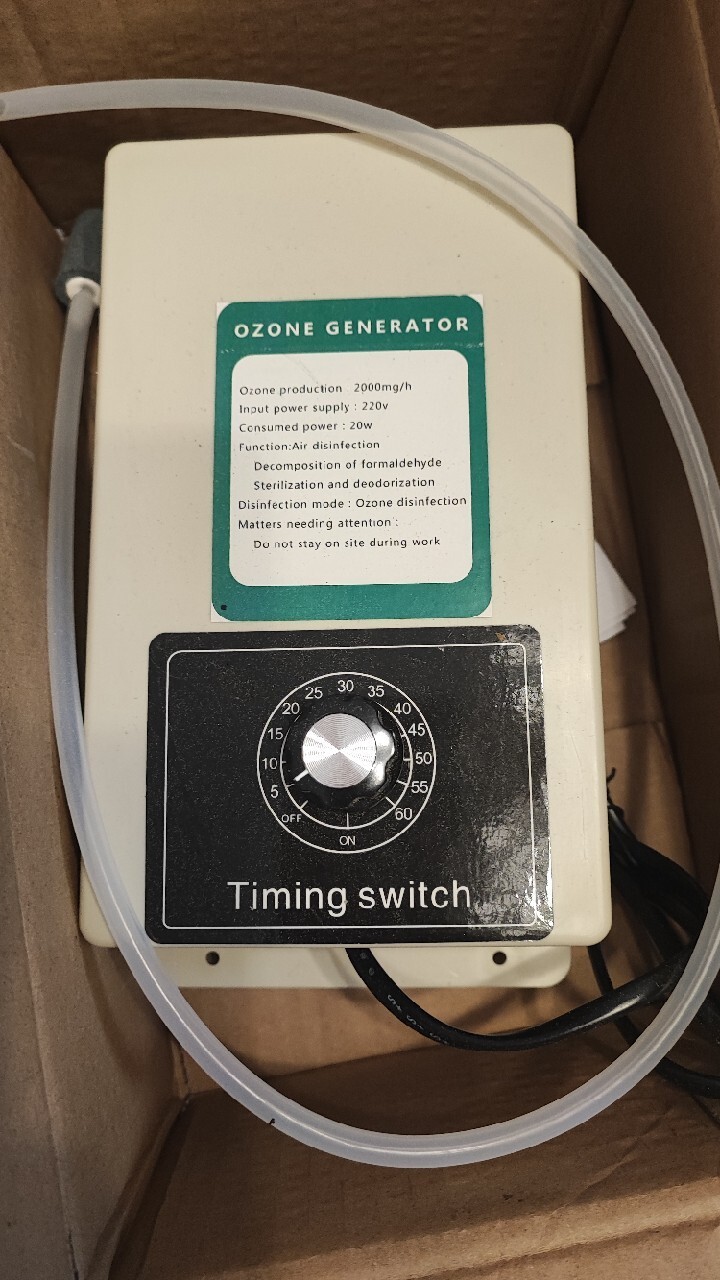 OZONE GENERATOR
Ozone production 2000mg/h
Input power supply : 220v
Consumed power : 20w
Function:Air disinfection
Decomposition of formaldehyde
Sterilization and deodorization
Disinfection mode : Ozone disinfection
Matters needing attention :
Do not stay on site during work
30
25 35
20 40
15 45
10 50
5 55
OFF 60
ON
Timing switch